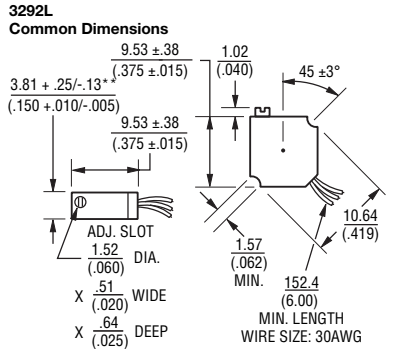 3292L
Common Dimensions
9.53 ±.38
(.375 ±.015)
1.02
(.040)
45 ±3°
3.81 + .25/-.13**
(.150 +.010/-.005)
9.53 ±.38
(.375 ±.015)
ADJ. SLOT
1.52
(.060)
DIA.
X .51
(.020)
WIDE
X .64
(.025)
DEEP
1.57
(.062)
MIN.
10.64
(.419)
152.4
(6.00)
MIN. LENGTH
WIRE SIZE: 30AWG